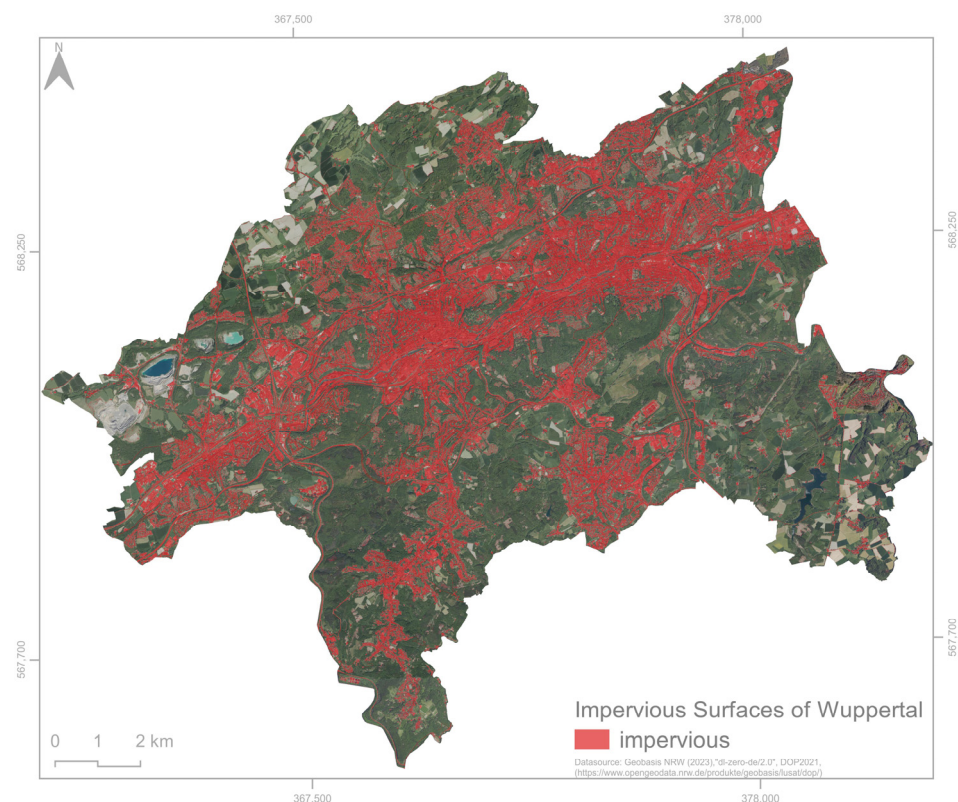 367,500
378,000
N
568,250
568,250
567,700
567,700
Impervious Surfaces of Wuppertal
impervious
0 1 2 km
Datasource: Geobasis NRW (2023),"dl-zero-de/2.0", DOP2021,
(https://www.opengeodata.nrw.de/produkte/geobasis/lusat/dop/)
367,500
378,000